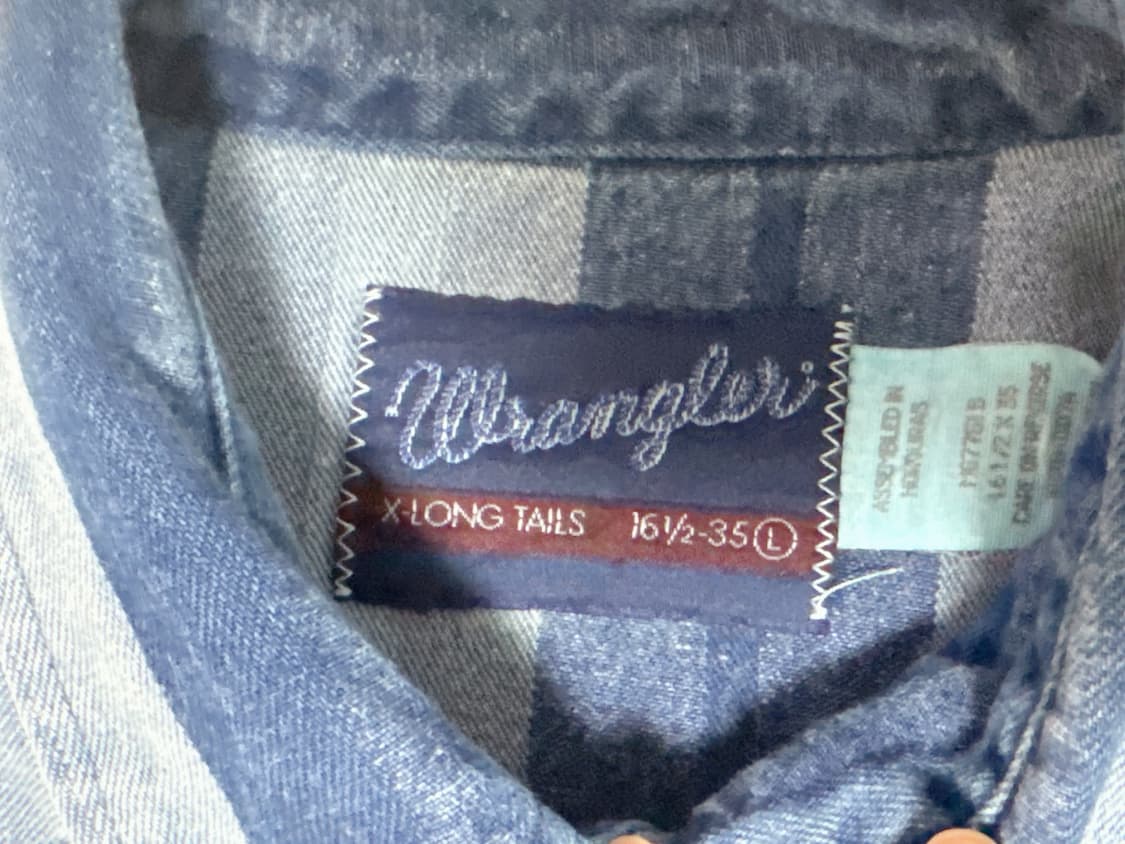 Wrangler
X-LONG TAILS 16½-35 Ⓛ
ASSEMBLED IN
HONDURAS
16 1/2 X 35